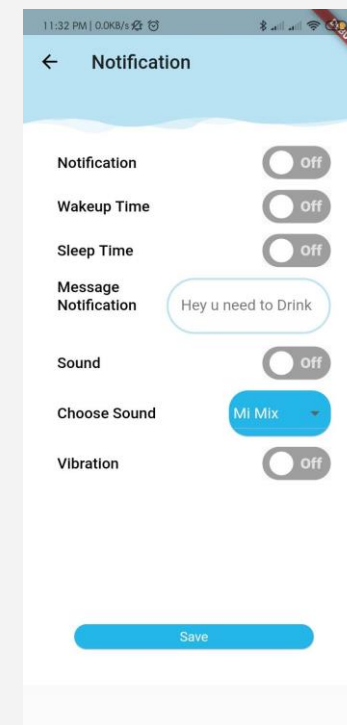 11:32 PM | 0.0KB/s
Notification
Notification Off
Wakeup Time Off
Sleep Time Off
Message
Notification Hey u need to Drink
Sound Off
Choose Sound Mi Mix
Vibration Off
Save